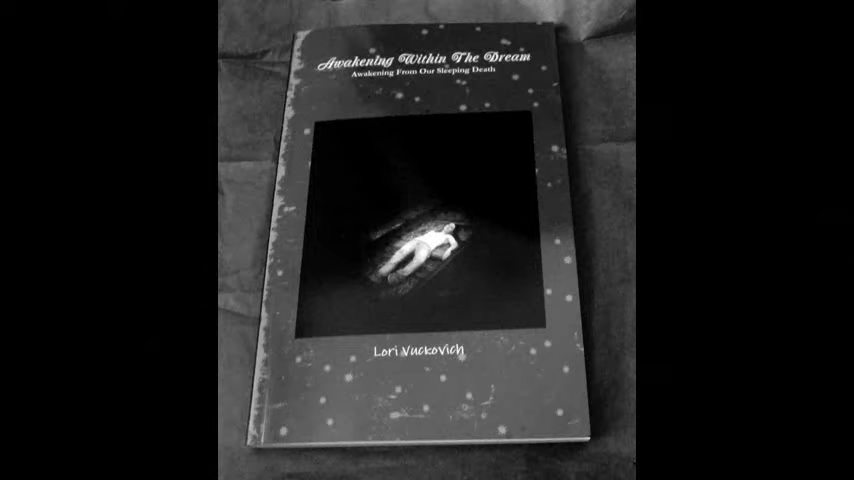 Awakening Within The Dream
Awakening From Our Sleeping Death
Lori Vuckovich